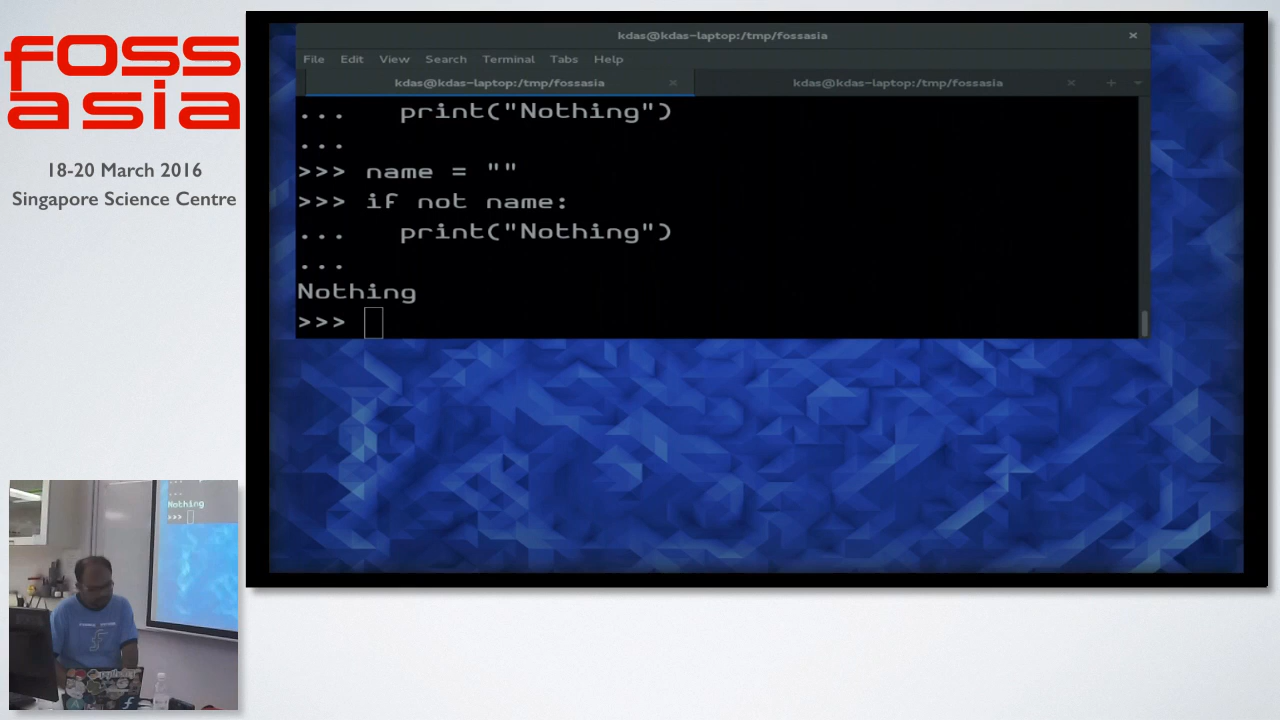 foss
asia
18-20 March 2016
Singapore Science Centre
kdas@kdas-laptop:/tmp/fossasia
File Edit View Search Terminal Tabs Help
kdas@kdas-laptop:/tmp/fossasia kdas@kdas-laptop:/tmp/fossasia
... print("Nothing")
...
>>> name = ""
>>> if not name:
... print("Nothing")
...
Nothing
>>>
...
Nothing
>>>